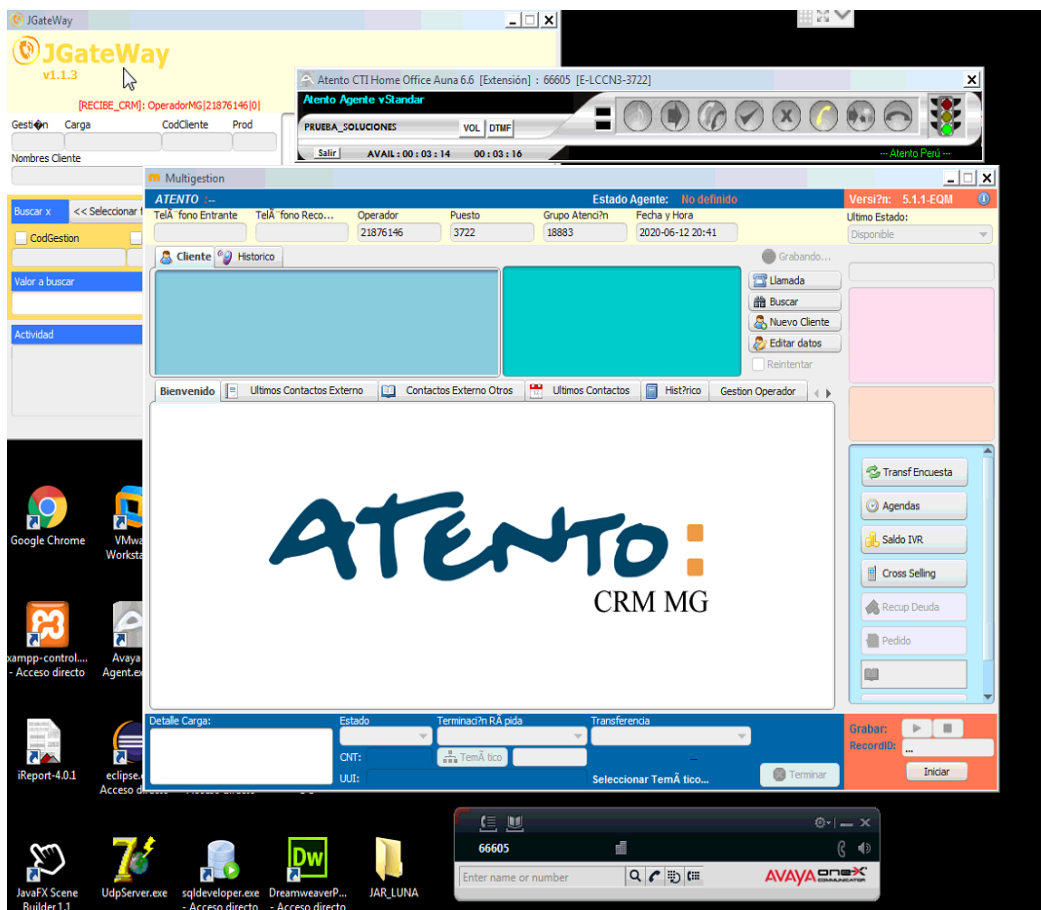 JGateWay
JGateWay
v1.1.3
[RECIBE_CRM]: OperadorMG|21876146|0|
Gesti�n Carga CodCliente Prod
Nombres Cliente
Buscar x << Seleccionar
CodGestion
Valor a buscar
Actividad
Atento CTI Home Office Auna 6.6 [Extensión] : 66605 [E-LCCN3-3722]
Atento Agente vStandar
PRUEBA_SOLUCIONES VOL DTMF
Salir AVAIL : 00 : 03 : 14 00 : 03 : 16 --- Atento Perú ---
Multigestion
ATENTO :-- Estado Agente: No definido Versi?n: 5.1.1-EQM
TelÃ¨fono Entrante TelÃ¨fono Reco... Operador Puesto Grupo Atenci?n Fecha y Hora Ultimo Estado:
21876146 3722 18883 2020-06-12 20:41 Disponible
Cliente Historico Grabando...
Llamada
Buscar
Nuevo Cliente
Editar datos
Reintentar
Bienvenido Ultimos Contactos Externo Contactos Externo Otros Ultimos Contactos Hist?rico Gestion Operador
ATENTO:
CRM MG
Transf Encuesta
Agendas
Saldo IVR
Cross Selling
Recup Deuda
Pedido
Detalle Carga: Estado Terminaci?n RÃ pida Transferencia Grabar:
CNT: TemÃ tico RecordID: ...
UUI: Seleccionar TemÃ tico... Terminar Iniciar
Google Chrome
xampp-control....
- Acceso directo
Avaya
iReport-4.0.1
JavaFX Scene
Builder 1.1
UdpServer.exe
sqldeveloper.exe
- Acceso directo
Dw
DreamweaverP...
- Acceso directo
JAR_LUNA
66605
Enter name or number
AVAYA one-X
COMMUNICATOR